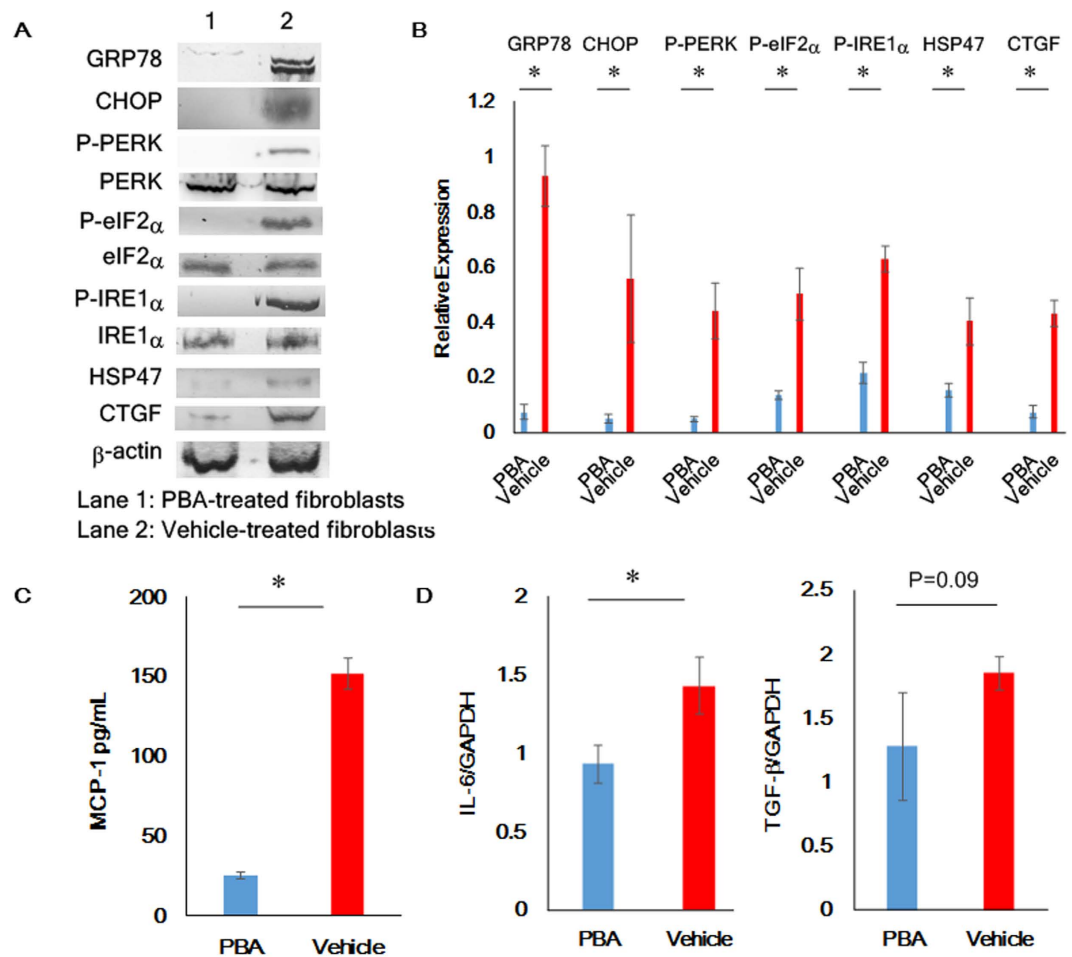 A
1 2
GRP78
CHOP
P-PERK
PERK
P-eIF2α
eIF2α
P-IRE1α
IRE1α
HSP47
CTGF
β-actin
Lane 1: PBA-treated fibroblasts
Lane 2: Vehicle-treated fibroblasts
B
GRP78 CHOP P-PERK P-eIF2α P-IRE1α HSP47 CTGF
* * * * * * *
Relative Expression
1.2
1
0.8
0.6
0.4
0.2
0
PBA Vehicle PBA Vehicle PBA Vehicle PBA Vehicle PBA Vehicle PBA Vehicle PBA Vehicle
C
*
MCP-1 pg/mL
200
150
100
50
0
PBA Vehicle
D
*
IL-6/GAPDH
2
1.5
1
0.5
0
PBA Vehicle
P=0.09
TGF-β/GAPDH
2.5
2
1.5
1
0.5
0
PBA Vehicle